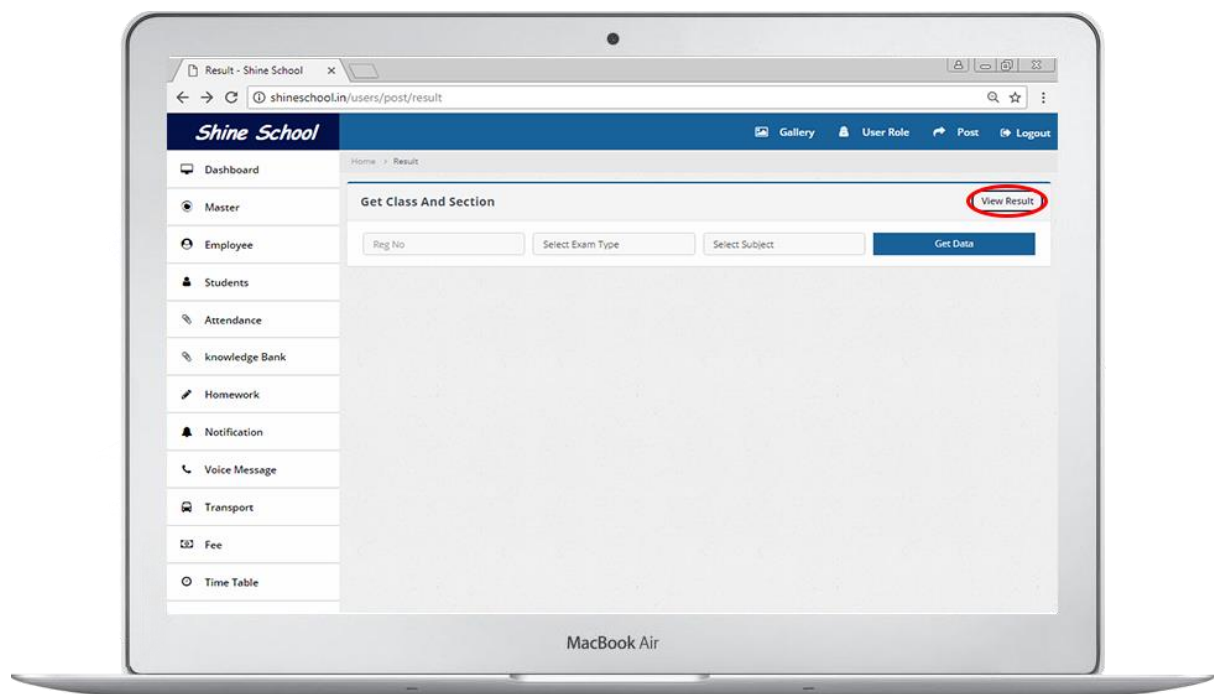 Result - Shine School
shineschool.in/users/post/result
Shine School
Gallery
User Role
Post
Logout
Home > Result
Dashboard
Master
Employee
Students
Attendance
knowledge Bank
Homework
Notification
Voice Message
Transport
Fee
Time Table
Get Class And Section
View Result
Reg No
Select Exam Type
Select Subject
Get Data
MacBook Air